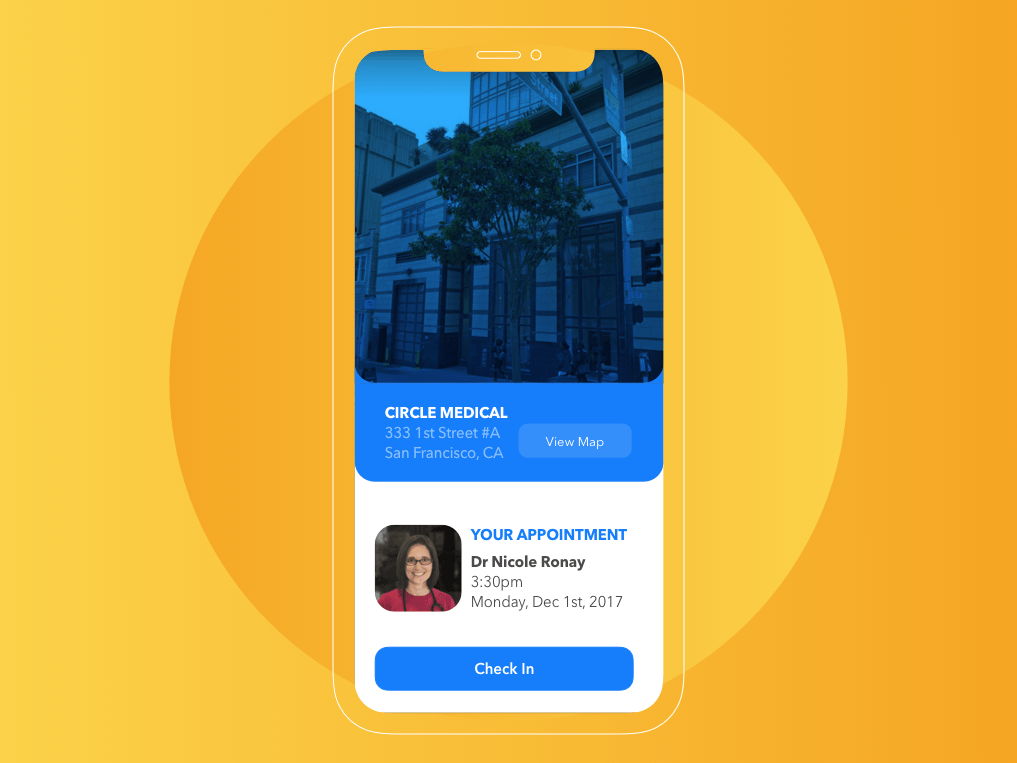 Street
CIRCLE MEDICAL
333 1st Street #A
San Francisco, CA
View Map
YOUR APPOINTMENT
Dr Nicole Ronay
3:30pm
Monday, Dec 1st, 2017
Check In